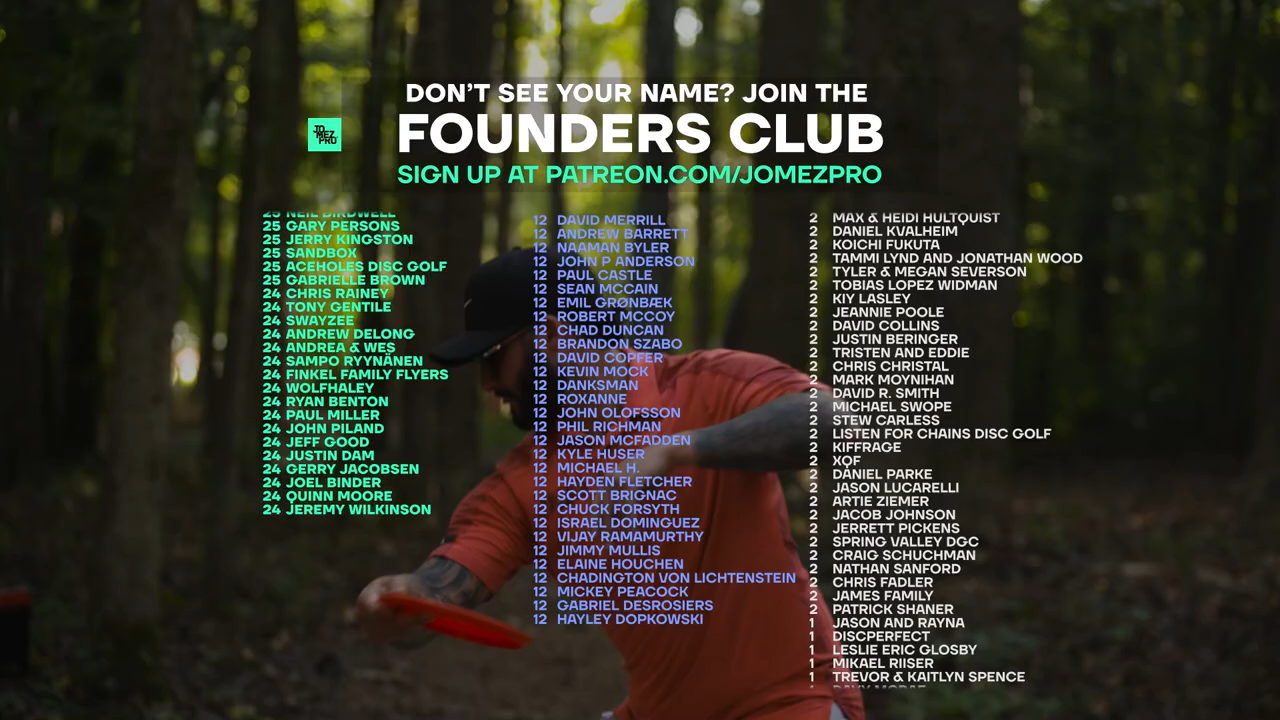 DON'T SEE YOUR NAME? JOIN THE
JO
MEZ
PRO
FOUNDERS CLUB
SIGN UP AT PATREON.COM/JOMEZPRO
25 NEIL BIRDWELL
25 GARY PERSONS
25 JERRY KINGSTON
25 SANDBOX
25 ACEHOLES DISC GOLF
25 GABRIELLE BROWN
24 CHRIS RAINEY
24 TONY GENTILE
24 SWAYZEE
24 ANDREW DELONG
24 ANDREA & WES
24 SAMPO RYYNÄNEN
24 FINKEL FAMILY FLYERS
24 WOLFHALEY
24 RYAN BENTON
24 PAUL MILLER
24 JOHN PILAND
24 JEFF GOOD
24 JUSTIN DAM
24 GERRY JACOBSEN
24 JOEL BINDER
24 QUINN MOORE
24 JEREMY WILKINSON
12 DAVID MERRILL
12 ANDREW BARRETT
12 NAAMAN BYLER
12 JOHN P ANDERSON
12 PAUL CASTLE
12 SEAN MCCAIN
12 EMIL GRØNBÆK
12 ROBERT MCCOY
12 CHAD DUNCAN
12 BRANDON SZABO
12 DAVID COPFER
12 KEVIN MOCK
12 DANKSMAN
12 ROXANNE
12 JOHN OLOFSSON
12 PHIL RICHMAN
12 JASON MCFADDEN
12 KYLE HUSER
12 MICHAEL H.
12 HAYDEN FLETCHER
12 SCOTT BRIGNAC
12 CHUCK FORSYTH
12 ISRAEL DOMINGUEZ
12 VIJAY RAMAMURTHY
12 JIMMY MULLIS
12 ELAINE HOUCHEN
12 CHADINGTON VON LICHTENSTEIN
12 MICKEY PEACOCK
12 GABRIEL DESROSIERS
12 HAYLEY DOPKOWSKI
2 MAX & HEIDI HULTQUIST
2 DANIEL KVALHEIM
2 KOICHI FUKUTA
2 TAMMI LYND AND JONATHAN WOOD
2 TYLER & MEGAN SEVERSON
2 TOBIAS LOPEZ WIDMAN
2 KIY LASLEY
2 JEANNIE POOLE
2 DAVID COLLINS
2 JUSTIN BERINGER
2 TRISTEN AND EDDIE
2 CHRIS CHRISTAL
2 MARK MOYNIHAN
2 DAVID R. SMITH
2 MICHAEL SWOPE
2 STEW CARLESS
2 LISTEN FOR CHAINS DISC GOLF
2 KIFFRAGE
2 XQF
2 DANIEL PARKE
2 JASON LUCARELLI
2 ARTIE ZIEMER
2 JACOB JOHNSON
2 JERRETT PICKENS
2 SPRING VALLEY DGC
2 CRAIG SCHUCHMAN
2 NATHAN SANFORD
2 CHRIS FADLER
2 JAMES FAMILY
2 PATRICK SHANER
1 JASON AND RAYNA
1 DISCPERFECT
1 LESLIE ERIC GLOSBY
1 MIKAEL RIISER
1 TREVOR & KAITLYN SPENCE